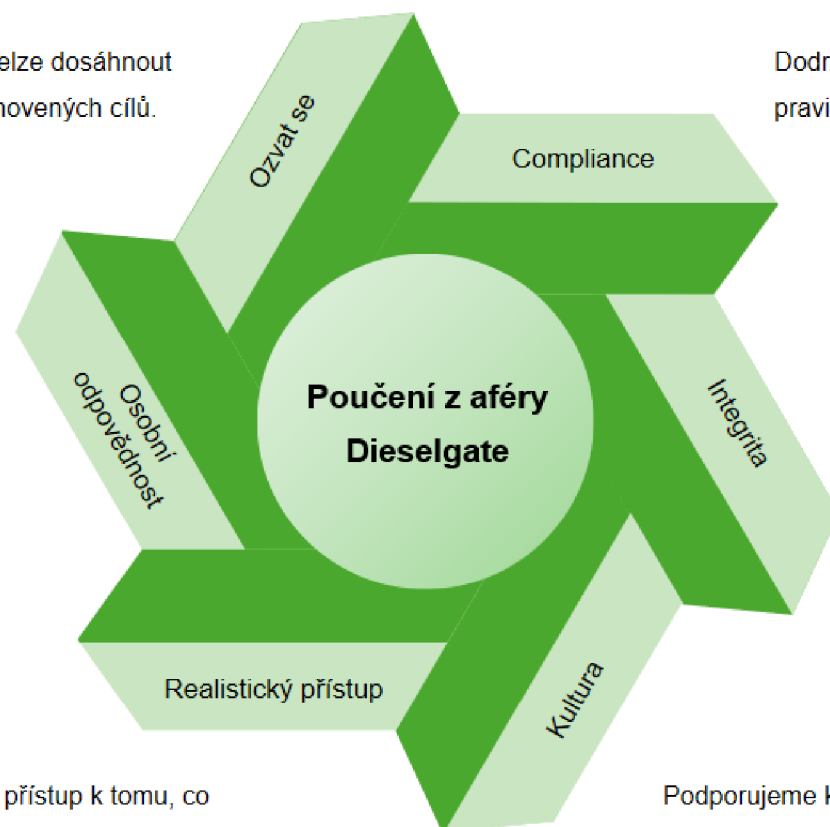 elze dosáhnout
novených cílů.
Dodr
pravi
Ozvat se
Compliance
Osobní
odpovědnost
Poučení z aféry
Dieselgate
Integrita
Realistický přístup
Kultura
přístup k tomu, co
Podporujeme k